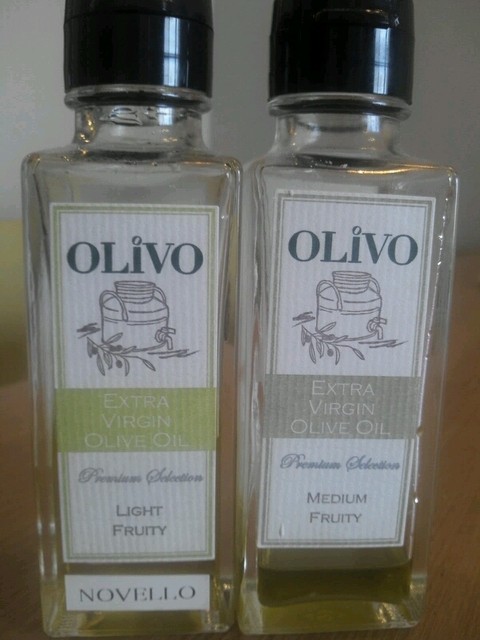 OLiVO
EXTRA
VIRGIN
OLIVE OIL
Premium Selection
LIGHT
FRUITY
NOVELLO
OLiVO
EXTRA
VIRGIN
OLIVE OIL
Premium Selection
MEDIUM
FRUITY